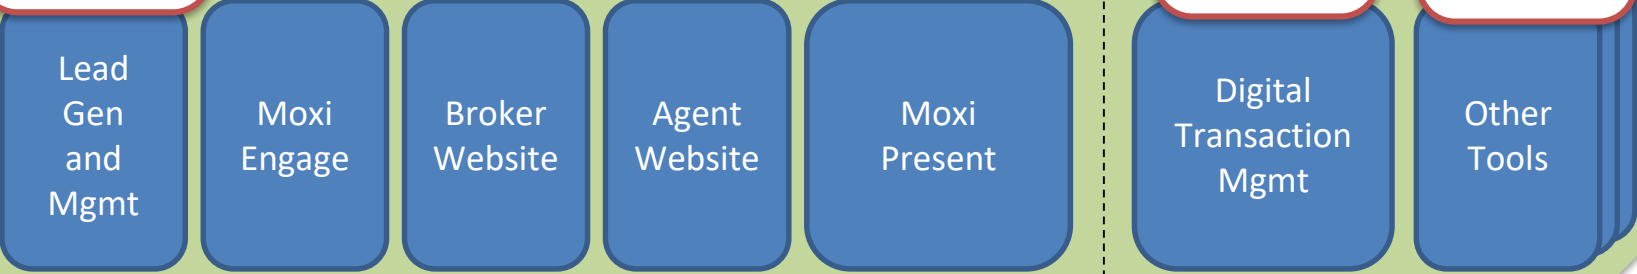 Lead
Gen
and
Mgmt
Moxi
Engage
Broker
Website
Agent
Website
Moxi
Present
Digital
Transaction
Mgmt
Other
Tools